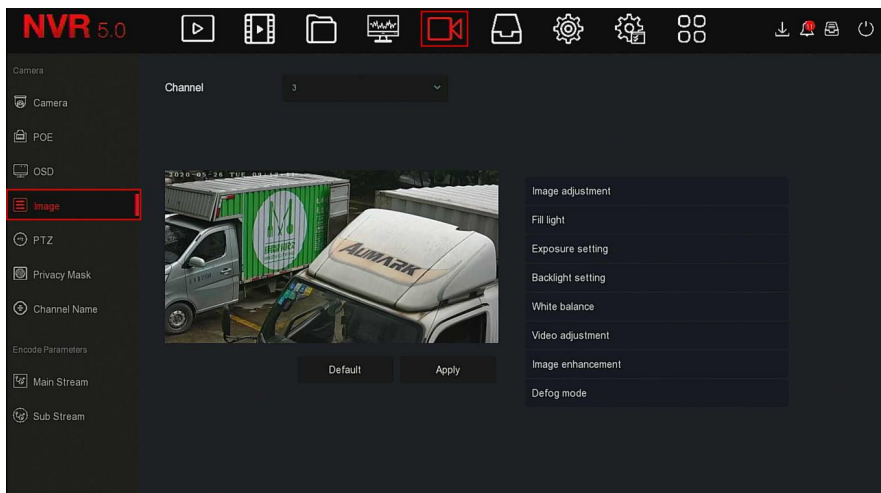 NVR 5.0
Camera
Camera
POE
OSD
Image
PTZ
Privacy Mask
Channel Name
Encode Parameters
Main Stream
Sub Stream
Channel
3
AUMARK
Default
Apply
Image adjustment
Fill light
Exposure setting
Backlight setting
White balance
Video adjustment
Image enhancement
Defog mode